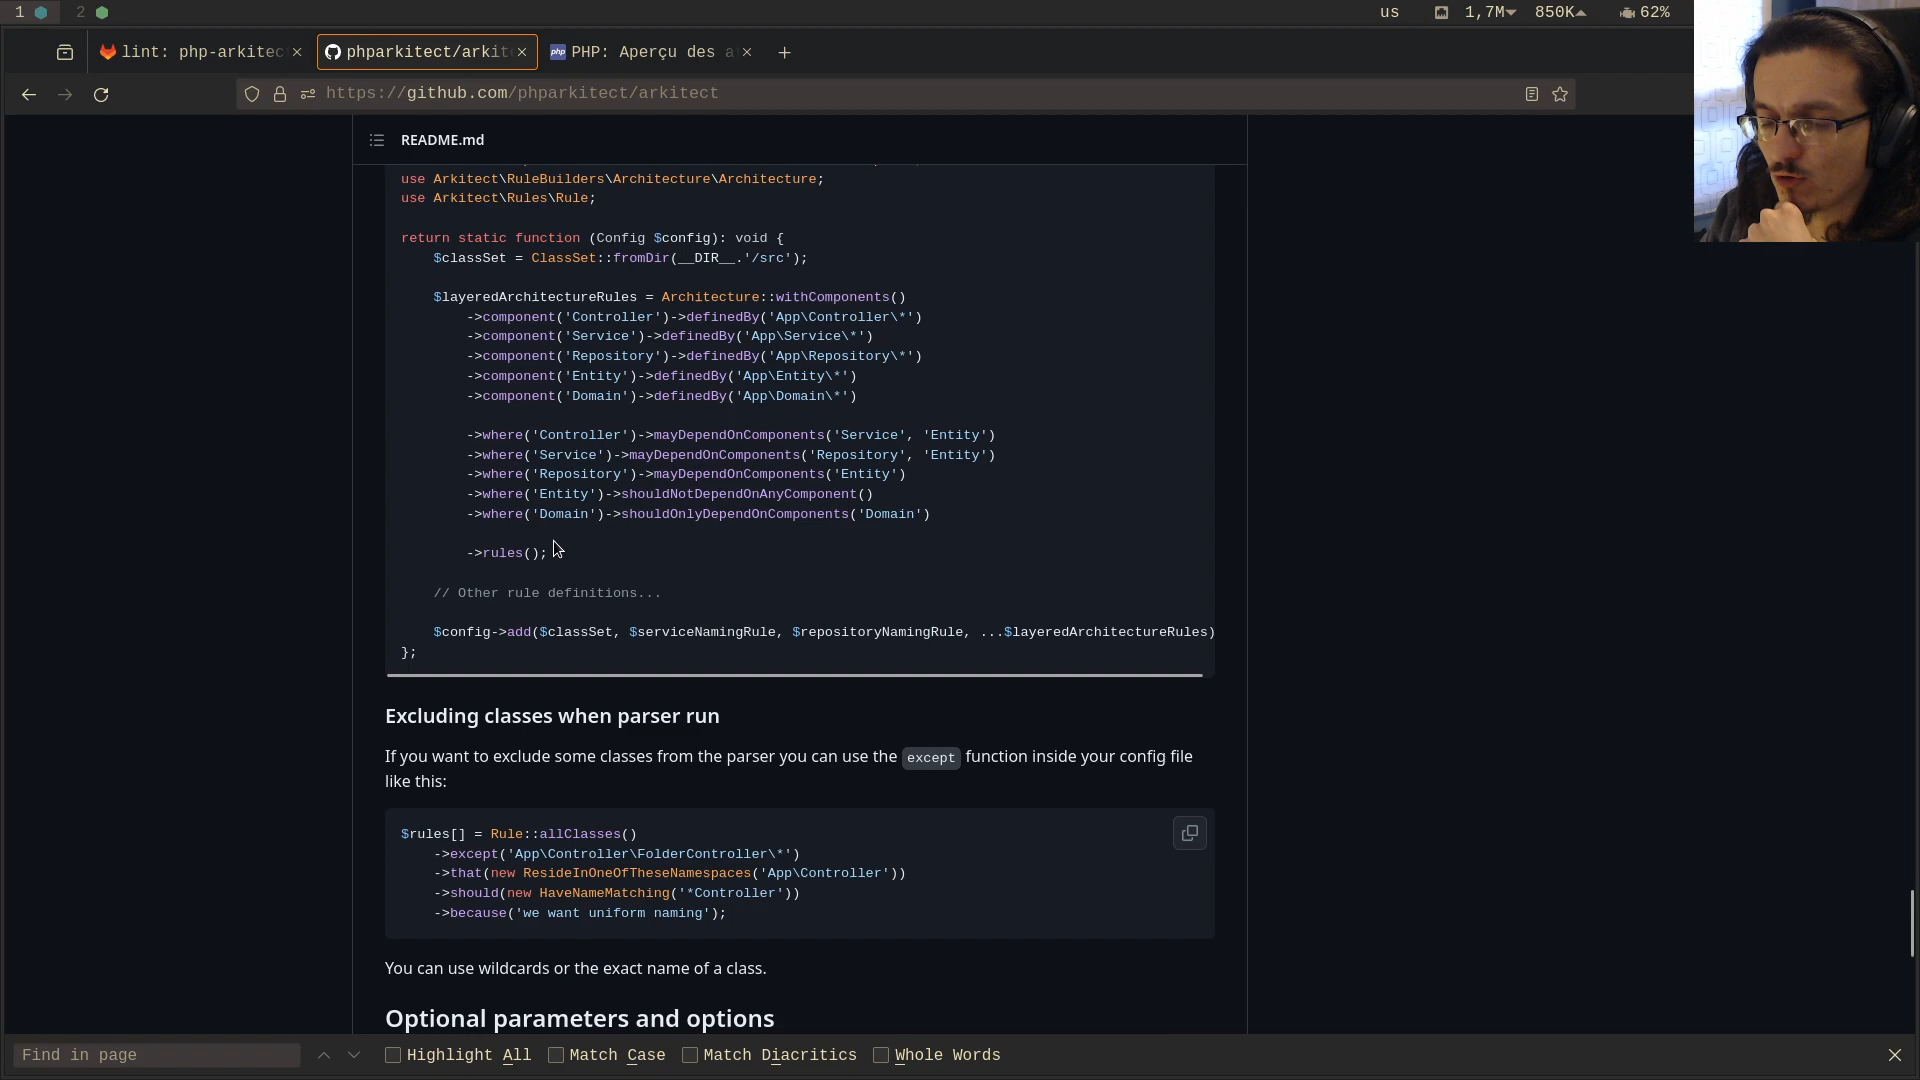 1 2 us 1,7M 850K 62%
lint: php-arkitec phparkitect/arkit PHP: Aperçu des a
https://github.com/phparkitect/arkitect
README.md
use Arkitect\RuleBuilders\Architecture\Architecture;
use Arkitect\Rules\Rule;
return static function (Config $config): void {
$classSet = ClassSet::fromDir(__DIR__.'/src');
$layeredArchitectureRules = Architecture::withComponents()
->component('Controller')->definedBy('App\Controller\*')
->component('Service')->definedBy('App\Service\*')
->component('Repository')->definedBy('App\Repository\*')
->component('Entity')->definedBy('App\Entity\*')
->component('Domain')->definedBy('App\Domain\*')
->where('Controller')->mayDependOnComponents('Service', 'Entity')
->where('Service')->mayDependOnComponents('Repository', 'Entity')
->where('Repository')->mayDependOnComponents('Entity')
->where('Entity')->shouldNotDependOnAnyComponent()
->where('Domain')->shouldOnlyDependOnComponents('Domain')
->rules();
// Other rule definitions...
$config->add($classSet, $serviceNamingRule, $repositoryNamingRule, ...$layeredArchitectureRules)
};
Excluding classes when parser run
If you want to exclude some classes from the parser you can use the except function inside your config file
like this:
$rules[] = Rule::allClasses()
->except('App\Controller\FolderController\*')
->that(new ResideInOneOfTheseNamespaces('App\Controller'))
->should(new HaveNameMatching('*Controller'))
->because('we want uniform naming');
You can use wildcards or the exact name of a class.
Optional parameters and options
Find in page Highlight All Match Case Match Diacritics Whole Words